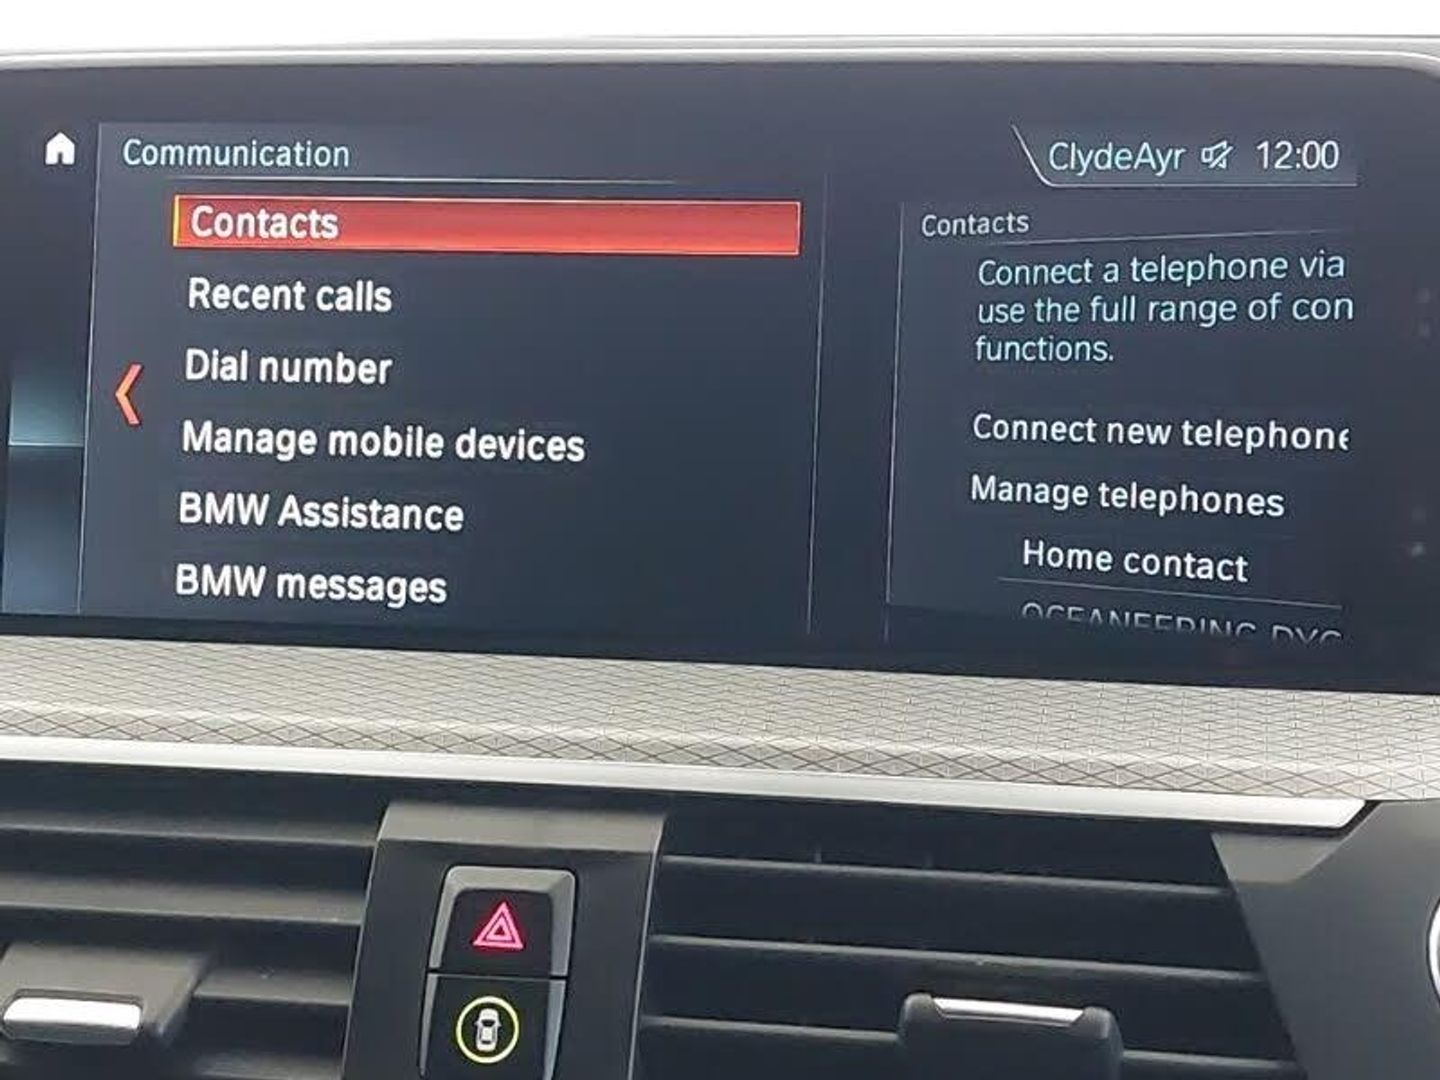 Communication
ClydeAyr 12:00
Contacts
Recent calls
Dial number
Manage mobile devices
BMW Assistance
BMW messages
Contacts
Connect a telephone via
use the full range of con
functions.
Connect new telephone
Manage telephones
Home contact
OCEANEERING